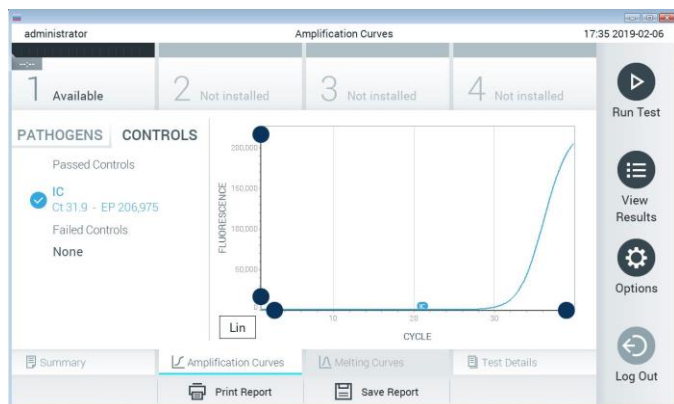 administrator
Amplification Curves
17:35 2019-02-06
--:--
1 Available
2 Not installed
3 Not installed
4 Not installed
Run Test
PATHOGENS
CONTROLS
Passed Controls
IC
Ct 31.9 - EP 206,975
Failed Controls
None
FLUORESCENCE
200,000
150,000
100,000
50,000
0
10
20
30
CYCLE
Lin
View
Results
Options
Log Out
Summary
Amplification Curves
Melting Curves
Test Details
Print Report
Save Report